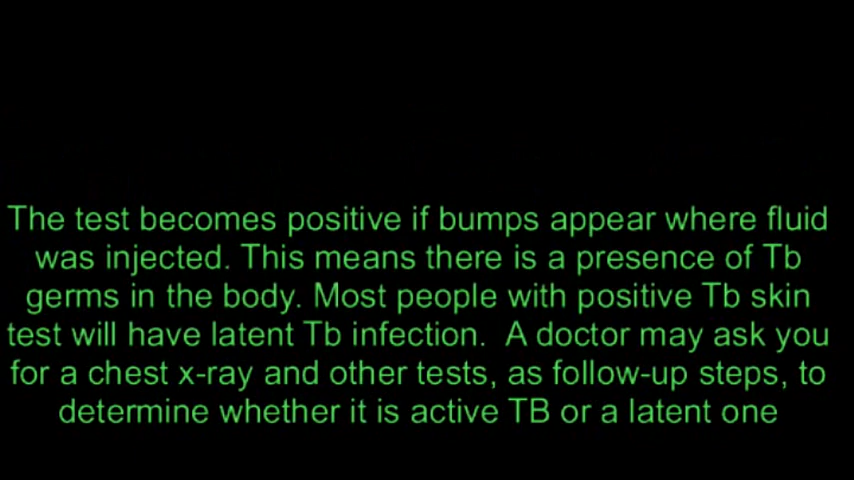 The test becomes positive if bumps appear where fluid
was injected. This means there is a presence of Tb
germs in the body. Most people with positive Tb skin
test will have latent Tb infection.  A doctor may ask you
for a chest x-ray and other tests, as follow-up steps, to
determine whether it is active TB or a latent one